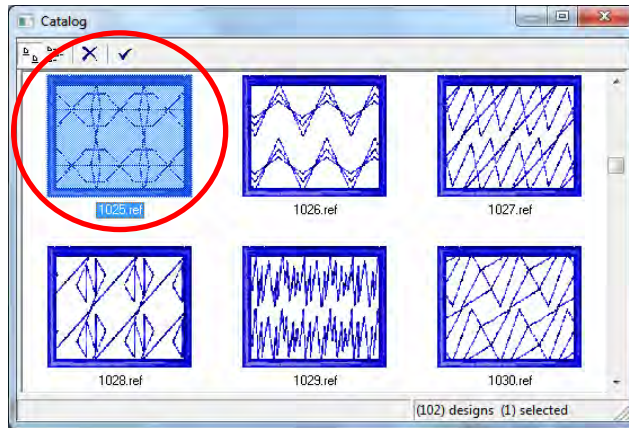 Catalog
1025.ref
1026.ref
1027.ref
1028.ref
1029.ref
1030.ref
(102) designs (1) selected